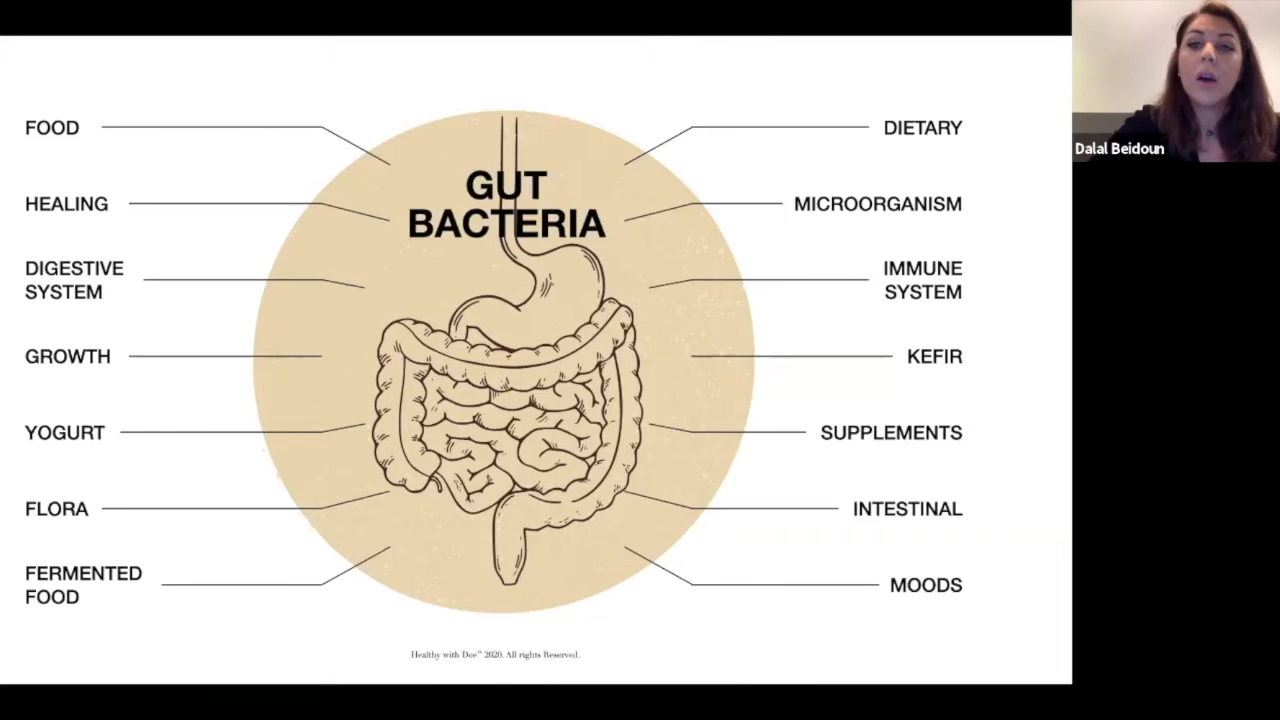 GUT
BACTERIA
FOOD
HEALING
DIGESTIVE
SYSTEM
GROWTH
YOGURT
FLORA
FERMENTED
FOOD
DIETARY
MICROORGANISM
IMMUNE
SYSTEM
KEFIR
SUPPLEMENTS
INTESTINAL
MOODS
Healthy with Dee™ 2020. All rights Reserved.
Dalal Beidoun